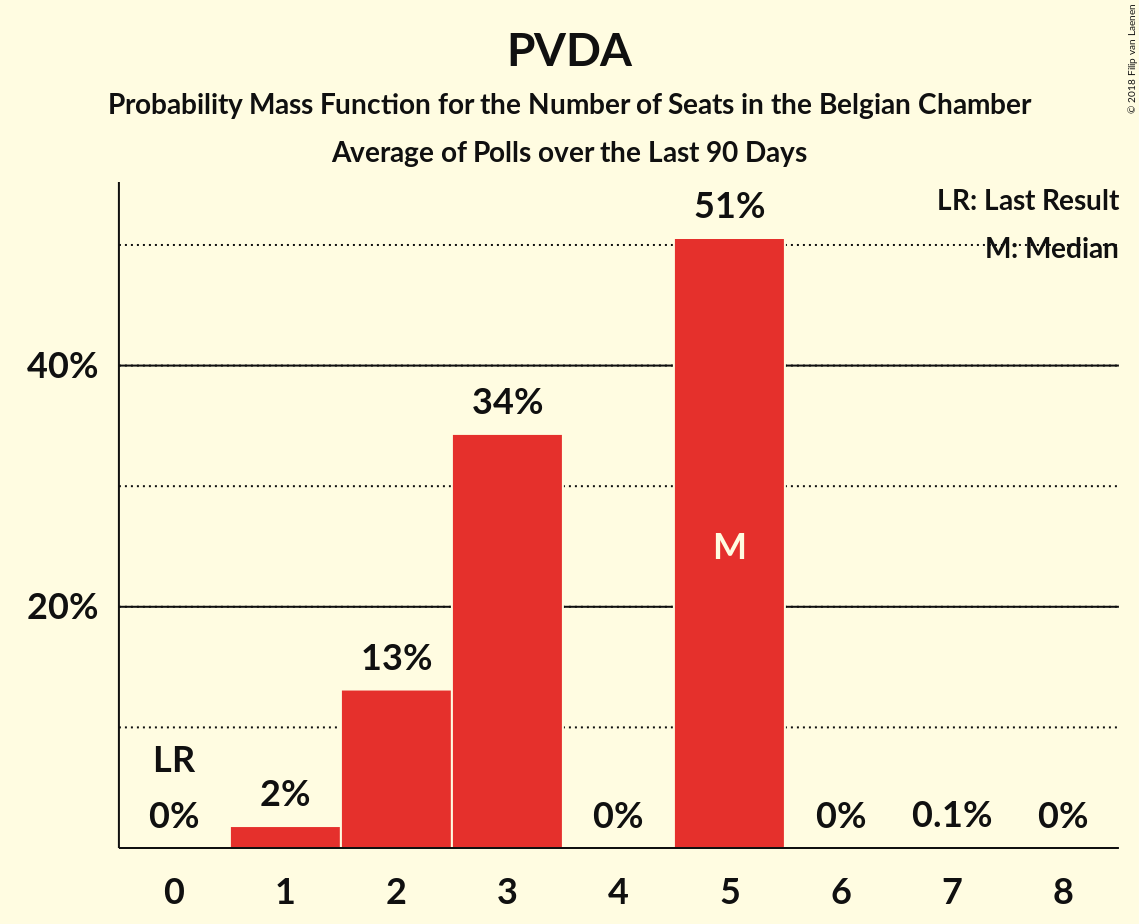 PVDA
Probability Mass Function for the Number of Seats in the Belgian Chamber
Average of Polls over the Last 90 Days
© 2018 Filip van Laenen
LR: Last Result
M: Median
51%
40%
34%
M
20%
13%
LR
2%
0%
0%
0%
0.1%
0%
0 1 2 3 4 5 6 7 8